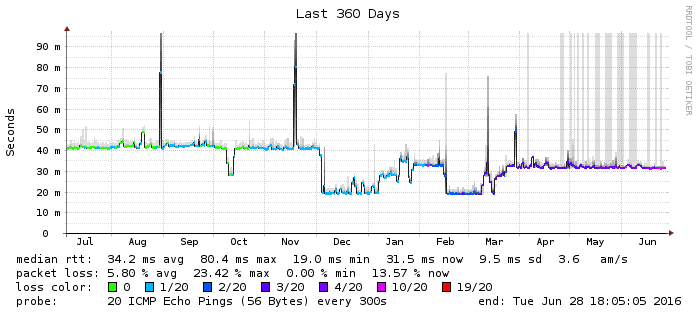 Last 360 Days
RRDTOOL / TOBI OETIKER
Seconds
90 m
80 m
70 m
60 m
50 m
40 m
30 m
20 m
10 m
0
Jul Aug Sep Oct Nov Dec Jan Feb Mar Apr May Jun
median rtt: 34.2 ms avg 80.4 ms max 19.0 ms min 31.5 ms now 9.5 ms sd 3.6 am/s
packet loss: 5.80 % avg 23.42 % max 0.00 % min 13.57 % now
loss color: 0 1/20 2/20 3/20 4/20 10/20 19/20
probe: 20 ICMP Echo Pings (56 Bytes) every 300s end: Tue Jun 28 18:05:05 2016